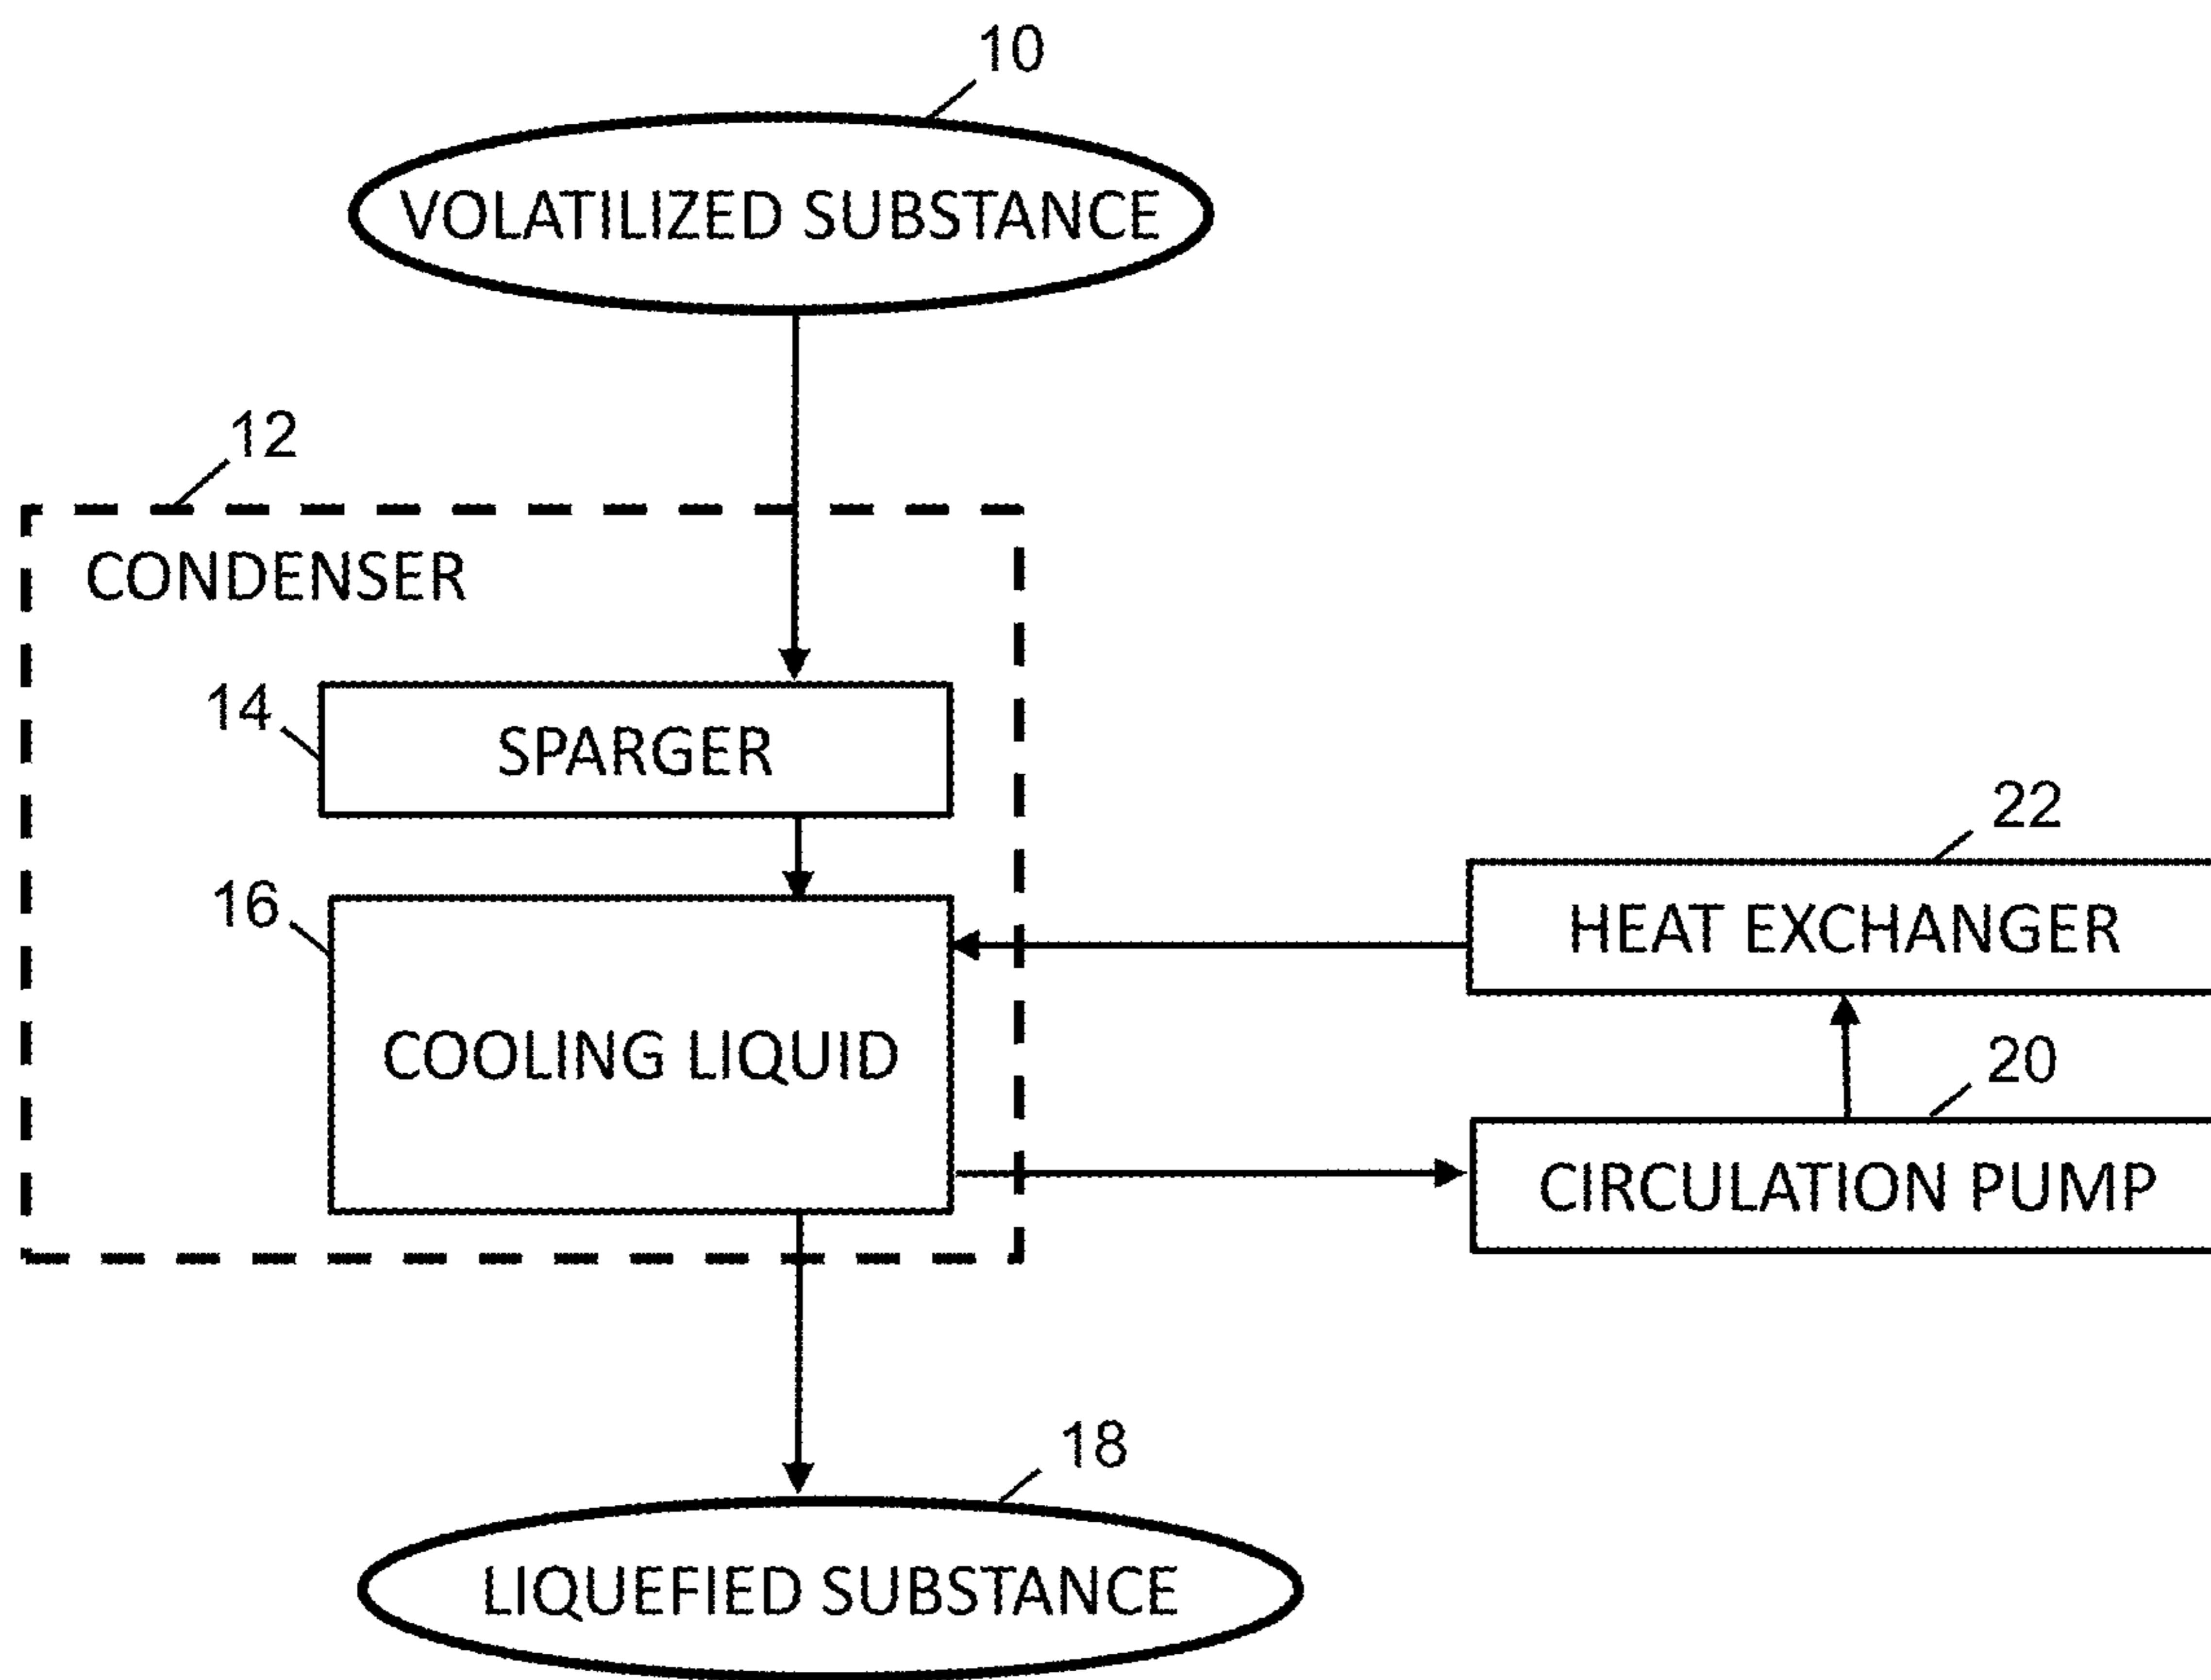 10
VOLATILIZED SUBSTANCE
12
CONDENSER
14
SPARGER
22
16
HEAT EXCHANGER
COOLING LIQUID
20
CIRCULATION PUMP
18
LIQUEFIED SUBSTANCE